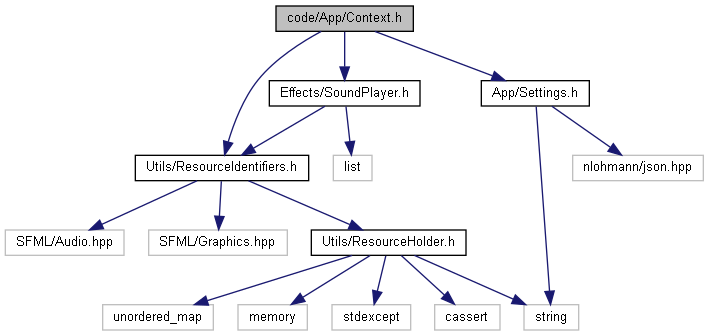 code/App/Context.h
Effects/SoundPlayer.h
App/Settings.h
Utils/ResourceIdentifiers.h
list
nlohmann/json.hpp
SFML/Audio.hpp
SFML/Graphics.hpp
Utils/ResourceHolder.h
unordered_map
memory
stdexcept
cassert
string